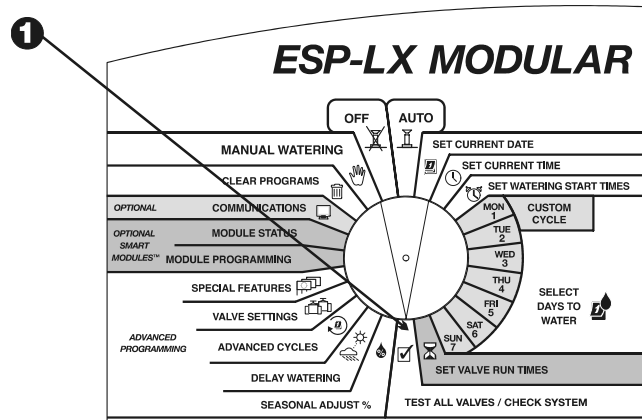 1
ESP-LX MODULAR
OFF
AUTO
MANUAL WATERING
SET CURRENT DATE
CLEAR PROGRAMS
SET CURRENT TIME
SET WATERING START TIMES
OPTIONAL
COMMUNICATIONS
MON
1
CUSTOM
CYCLE
OPTIONAL
SMART
MODULES™
MODULE STATUS
TUE
2
MODULE PROGRAMMING
WED
3
SPECIAL FEATURES
THU
4
SELECT
DAYS TO
WATER
VALVE SETTINGS
FRI
5
ADVANCED
PROGRAMMING
ADVANCED CYCLES
SAT
6
SUN
7
DELAY WATERING
SET VALVE RUN TIMES
SEASONAL ADJUST %
TEST ALL VALVES / CHECK SYSTEM